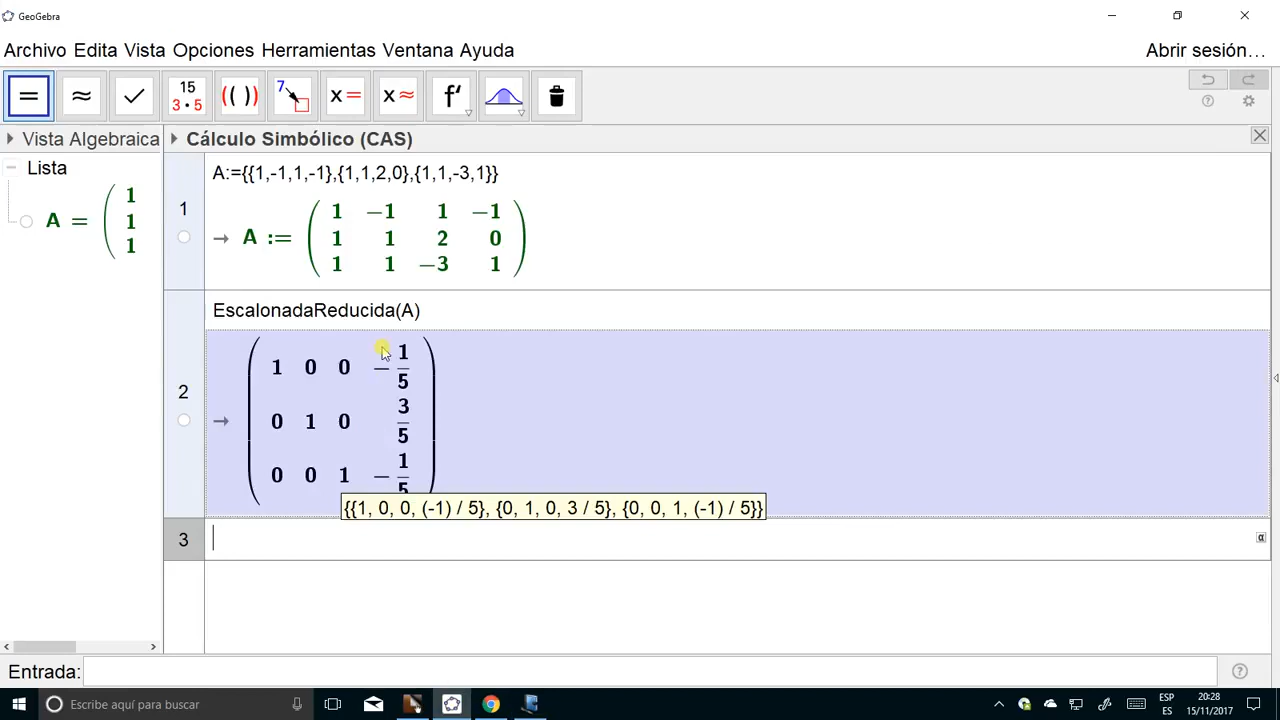 GeoGebra
Archivo Edita Vista Opciones Herramientas Ventana Ayuda
Abrir sesión...
= ≈ ✓ 15 3 • 5 (( )) 7 x = x ≈ f‘
Vista Algebraica
Cálculo Simbólico (CAS)
Lista
A = ( 1
1
1
1
A:={{1,-1,1,-1},{1,1,2,0},{1,1,-3,1}}
→ A := ( 1 −1 1 −1
1 1 2 0
1 1 −3 1 )
2
EscalonadaReducida(A)
→ ( 1 0 0 − 1/5
0 1 0 3/5
0 0 1 − 1/5 )
{{1, 0, 0, (-1) / 5}, {0, 1, 0, 3 / 5}, {0, 0, 1, (-1) / 5}}
3
α
Entrada:
Escribe aquí para buscar
ESP
ES
20:28
15/11/2017